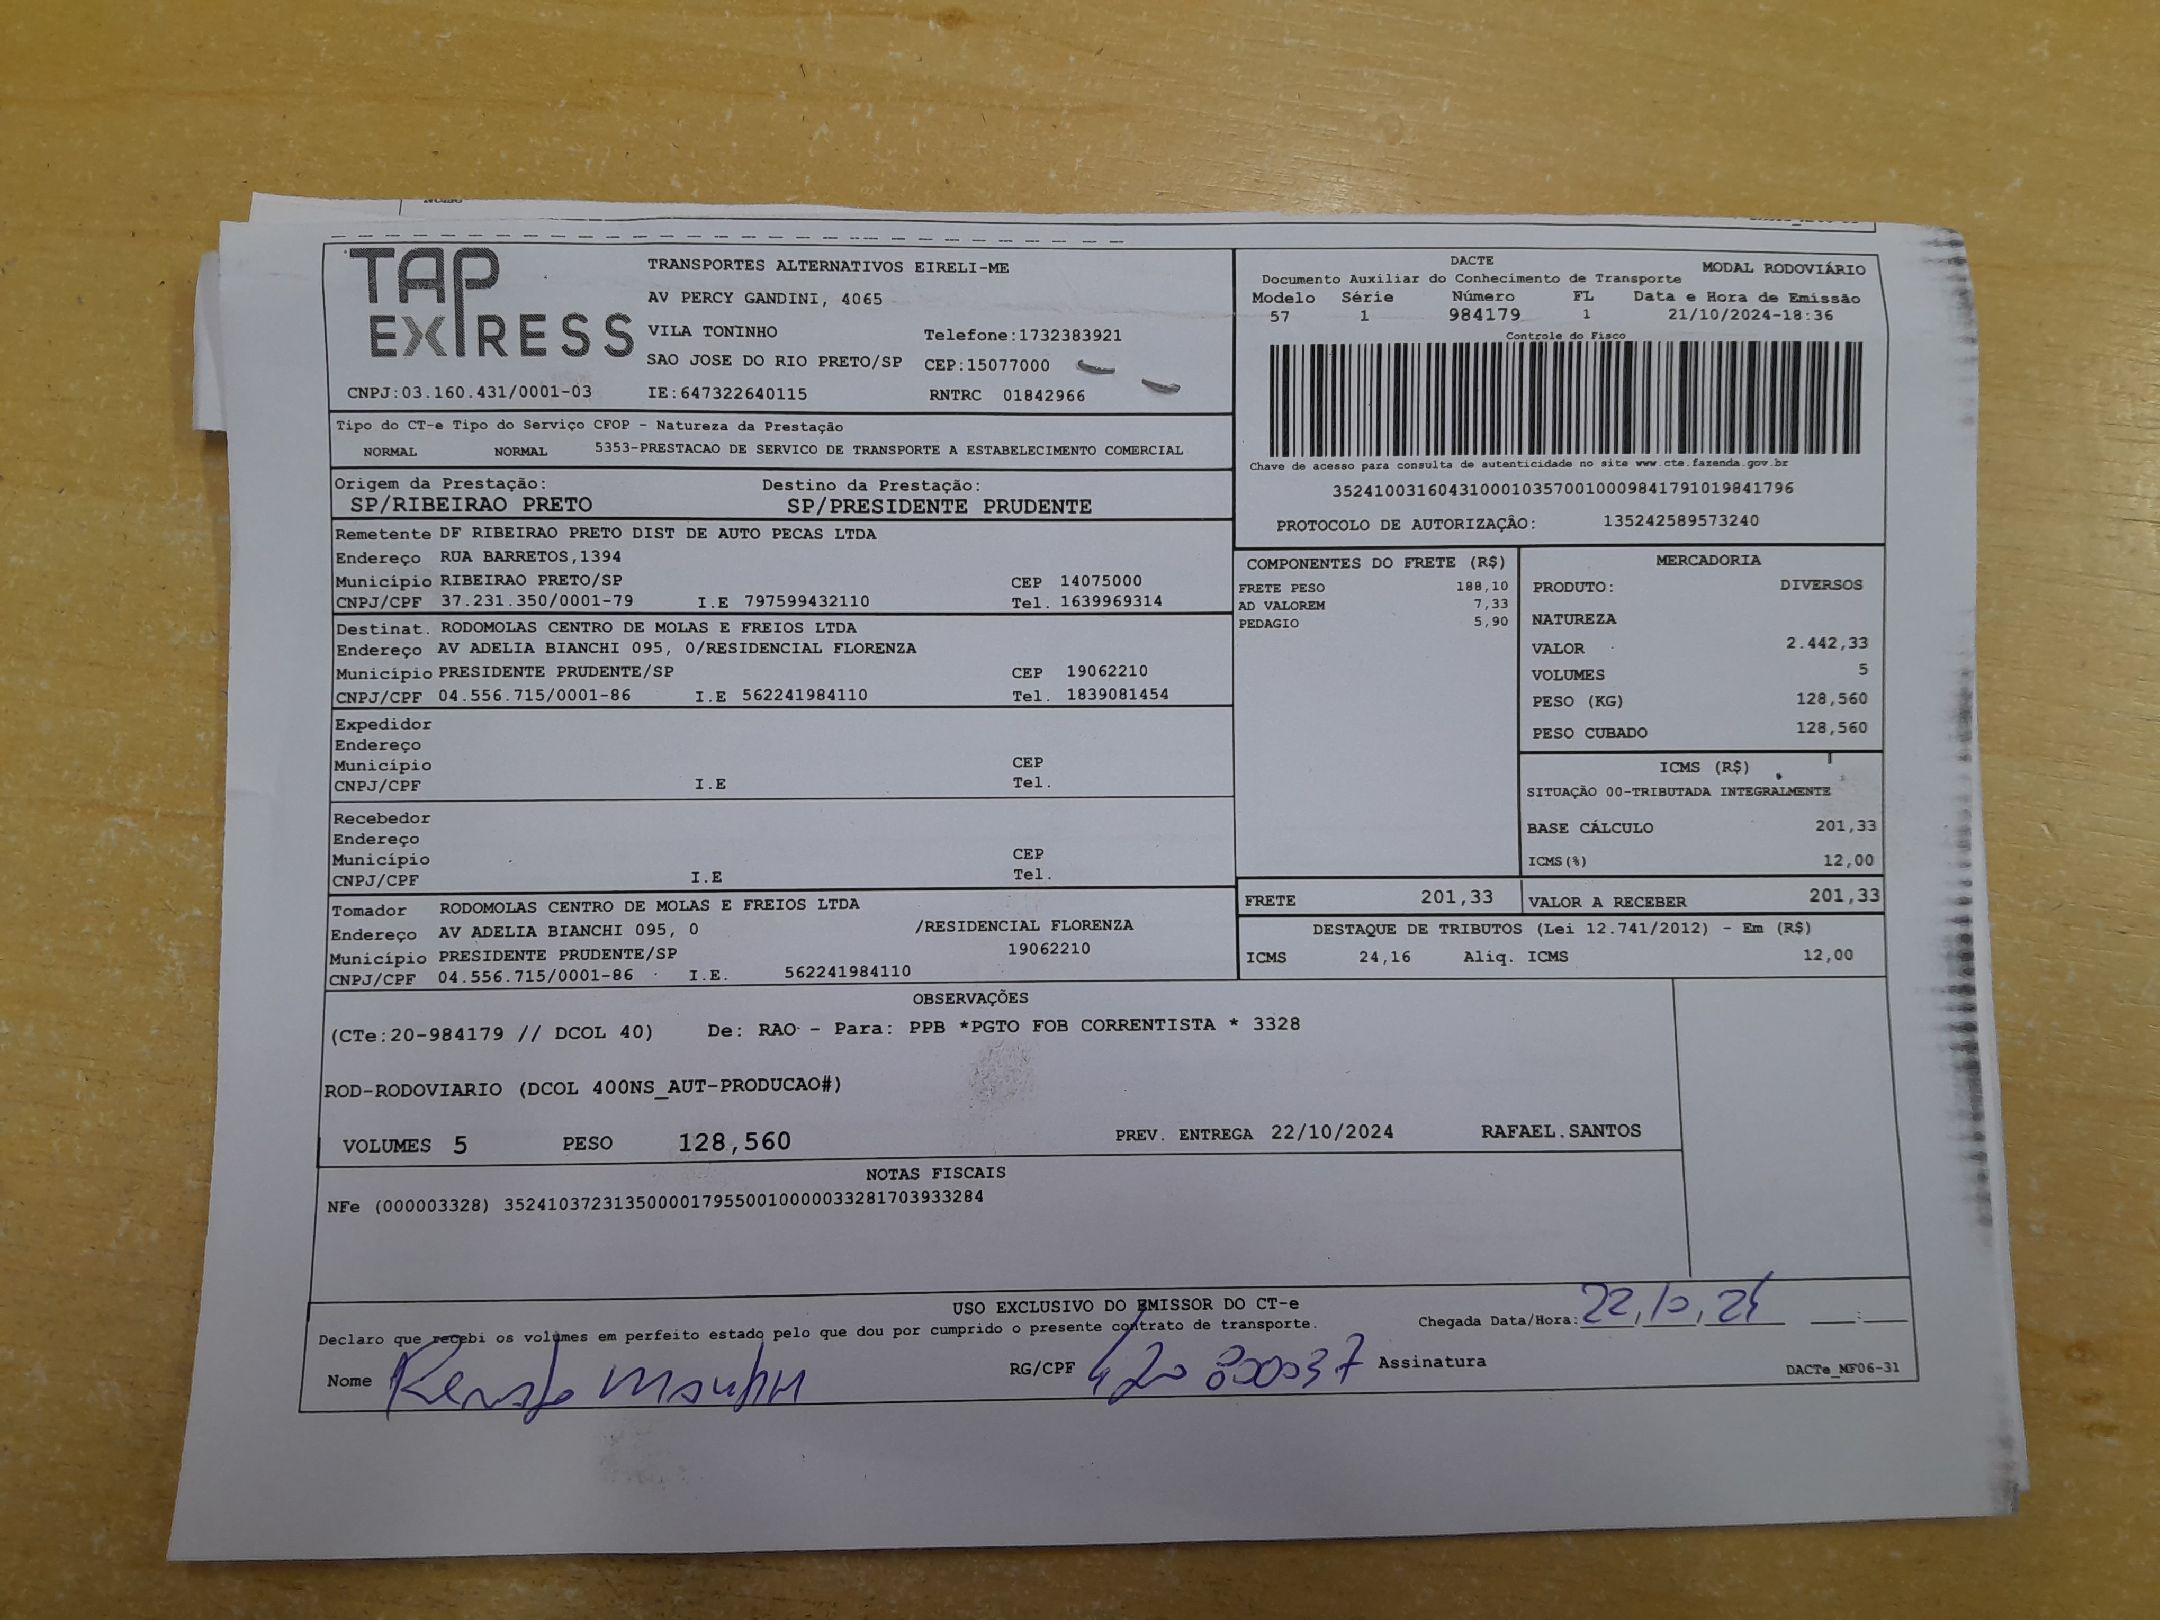 TAP
EXPRESS
TRANSPORTES ALTERNATIVOS EIRELI-ME
AV PERCY GANDINI, 4065
VILA TONINHO Telefone:1732383921
SAO JOSE DO RIO PRETO/SP CEP:15077000
CNPJ:03.160.431/0001-03 IE:647322640115 RNTRC 01842966
DACTE
Documento Auxiliar do Conhecimento de Transporte MODAL RODOVIÁRIO
Modelo Série Número FL Data e Hora de Emissão
57 1 984179 1 21/10/2024-18:36
Controle do Fisco
Chave de acesso para consulta de autenticidade no site www.cte.fazenda.gov.br
35241003160431000103570010009841791019841796
PROTOCOLO DE AUTORIZAÇÂO: 135242589573240
Tipo do CT-e Tipo do Serviço CFOP - Natureza da Prestação
NORMAL NORMAL 5353-PRESTACAO DE SERVICO DE TRANSPORTE A ESTABELECIMENTO COMERCIAL
Origem da Prestação: Destino da Prestação:
SP/RIBEIRAO PRETO SP/PRESIDENTE PRUDENTE
Remetente DF RIBEIRAO PRETO DIST DE AUTO PECAS LTDA
Endereço RUA BARRETOS,1394
Município RIBEIRAO PRETO/SP CEP 14075000
CNPJ/CPF 37.231.350/0001-79 I.E 797599432110 Tel. 1639969314
Destinat. RODOMOLAS CENTRO DE MOLAS E FREIOS LTDA
Endereço AV ADELIA BIANCHI 095, 0/RESIDENCIAL FLORENZA
Município PRESIDENTE PRUDENTE/SP CEP 19062210
CNPJ/CPF 04.556.715/0001-86 I.E 562241984110 Tel. 1839081454
Expedidor
Endereço
Município CEP
CNPJ/CPF I.E Tel.
Recebedor
Endereço
Município CEP
CNPJ/CPF I.E Tel.
Tomador RODOMOLAS CENTRO DE MOLAS E FREIOS LTDA
Endereço AV ADELIA BIANCHI 095, 0 /RESIDENCIAL FLORENZA
Município PRESIDENTE PRUDENTE/SP 19062210
CNPJ/CPF 04.556.715/0001-86 I.E. 562241984110
COMPONENTES DO FRETE (R$)
FRETE PESO 188,10
AD VALOREM 7,33
PEDAGIO 5,90
MERCADORIA
PRODUTO: DIVERSOS
NATUREZA
VALOR 2.442,33
VOLUMES 5
PESO (KG) 128,560
PESO CUBADO 128,560
ICMS (R$)
SITUAÇÃO 00-TRIBUTADA INTEGRALMENTE
BASE CÁLCULO 201,33
ICMS(%) 12,00
FRETE 201,33 VALOR A RECEBER 201,33
DESTAQUE DE TRIBUTOS (Lei 12.741/2012) - Em (R$)
ICMS 24,16 Aliq. ICMS 12,00
OBSERVAÇÕES
(CTe:20-984179 // DCOL 40) De: RAO - Para: PPB *PGTO FOB CORRENTISTA * 3328
ROD-RODOVIARIO (DCOL 400NS_AUT-PRODUCAO#)
VOLUMES 5 PESO 128,560 PREV. ENTREGA 22/10/2024 RAFAEL.SANTOS
NOTAS FISCAIS
NFe (000003328) 35241037231350000179550010000033281703933284
USO EXCLUSIVO DO EMISSOR DO CT-e
Declaro que recebi os volumes em perfeito estado pelo que dou por cumprido o presente contrato de transporte. Chegada Data/Hora: 22,10,24 __:__
Nome RG/CPF Assinatura DACTe_MF06-31